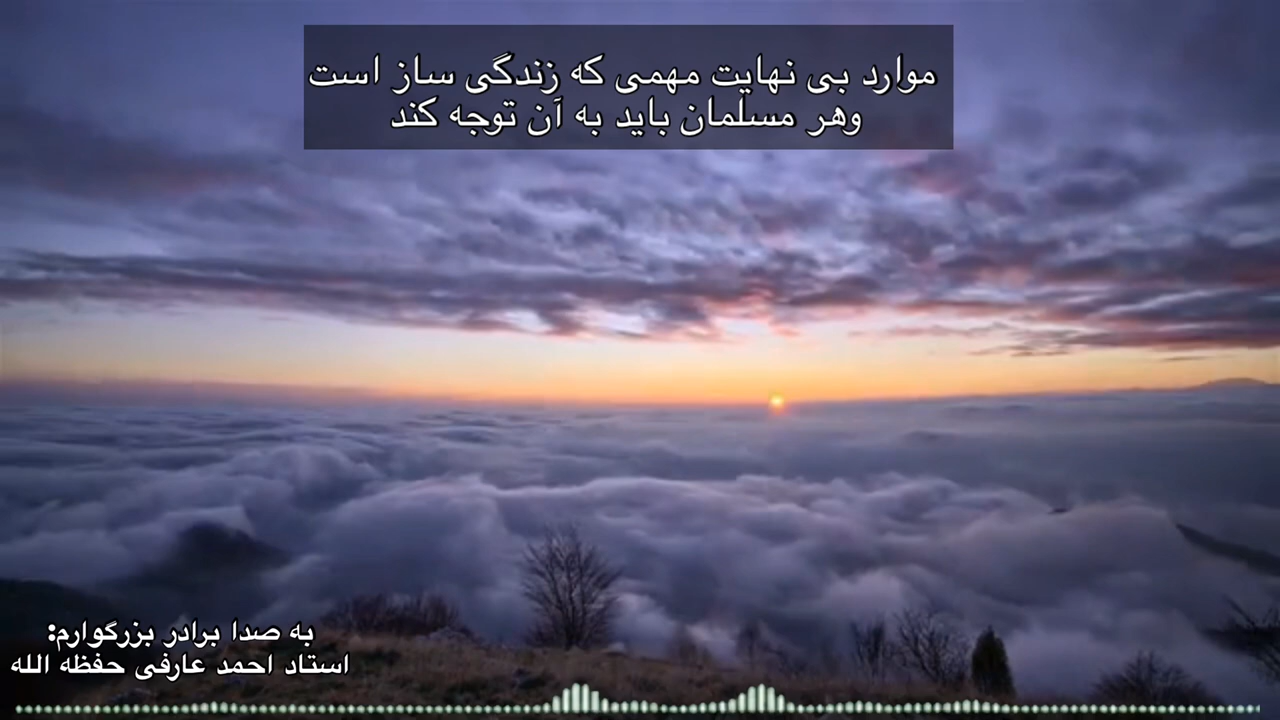 موارد بی نهایت مهمی که زندگی ساز است
وهر مسلمان باید به آن توجه کند
به صدا برادر بزرگوارم:
استاد احمد عارفی حفظه الله